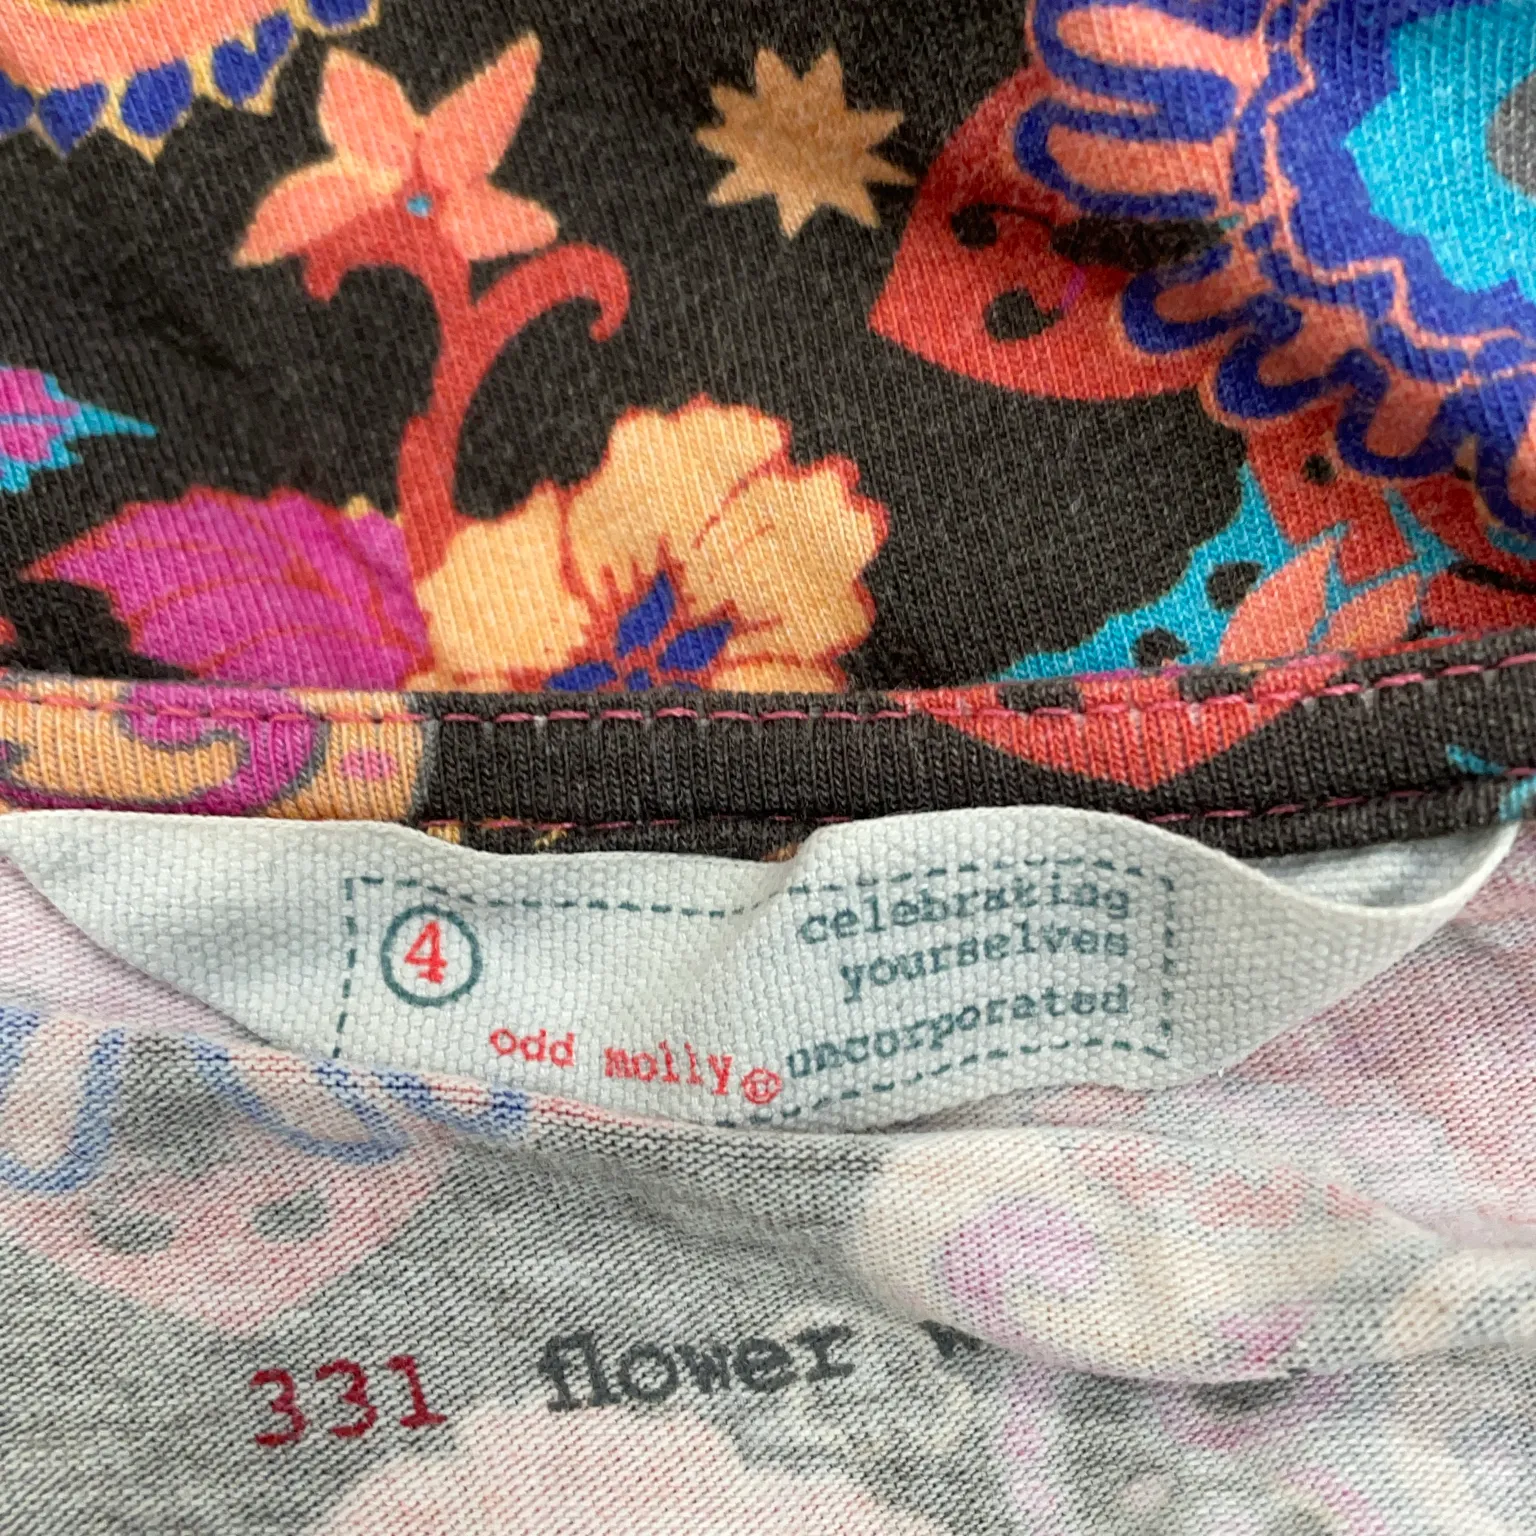 4
celebrating
yourselves
uncorporated
odd molly®
331 flower